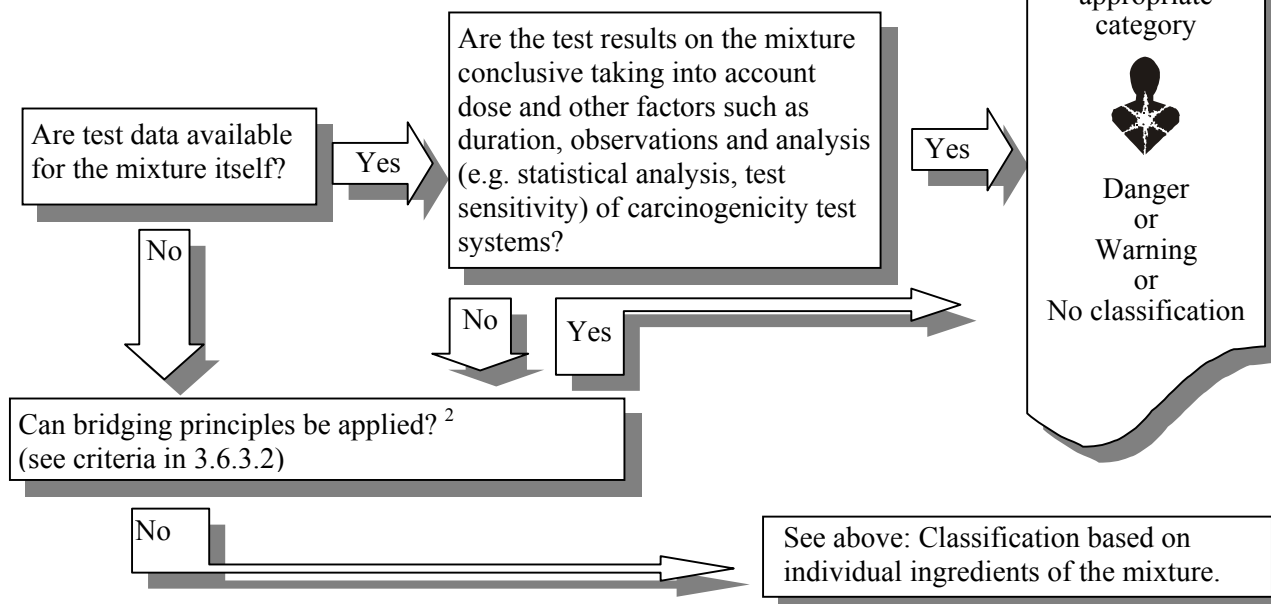 Are test data available
for the mixture itself?
Yes
Are the test results on the mixture
conclusive taking into account
dose and other factors such as
duration, observations and analysis
(e.g. statistical analysis, test
sensitivity) of carcinogenicity test
systems?
Yes
appropriate
category
Danger
or
Warning
or
No classification
No
No
Yes
Can bridging principles be applied? 2
(see criteria in 3.6.3.2)
No
See above: Classification based on
individual ingredients of the mixture.